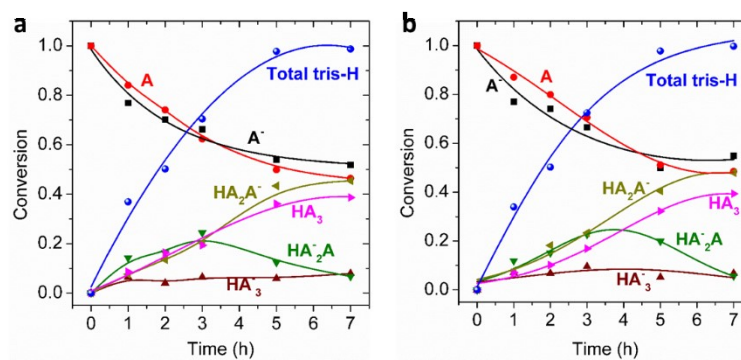 a
Conversion
1.0
0.8
0.6
0.4
0.2
0.0
A
Total tris-H
A⁻
HA₂A⁻
HA₃
HA⁻₂A
HA⁻₃
0 1 2 3 4 5 6 7
Time (h)
b
Conversion
1.0
0.8
0.6
0.4
0.2
0.0
A
Total tris-H
A⁻
HA₂A⁻
HA₃
HA⁻₂A
HA⁻₃
0 1 2 3 4 5 6 7
Time (h)